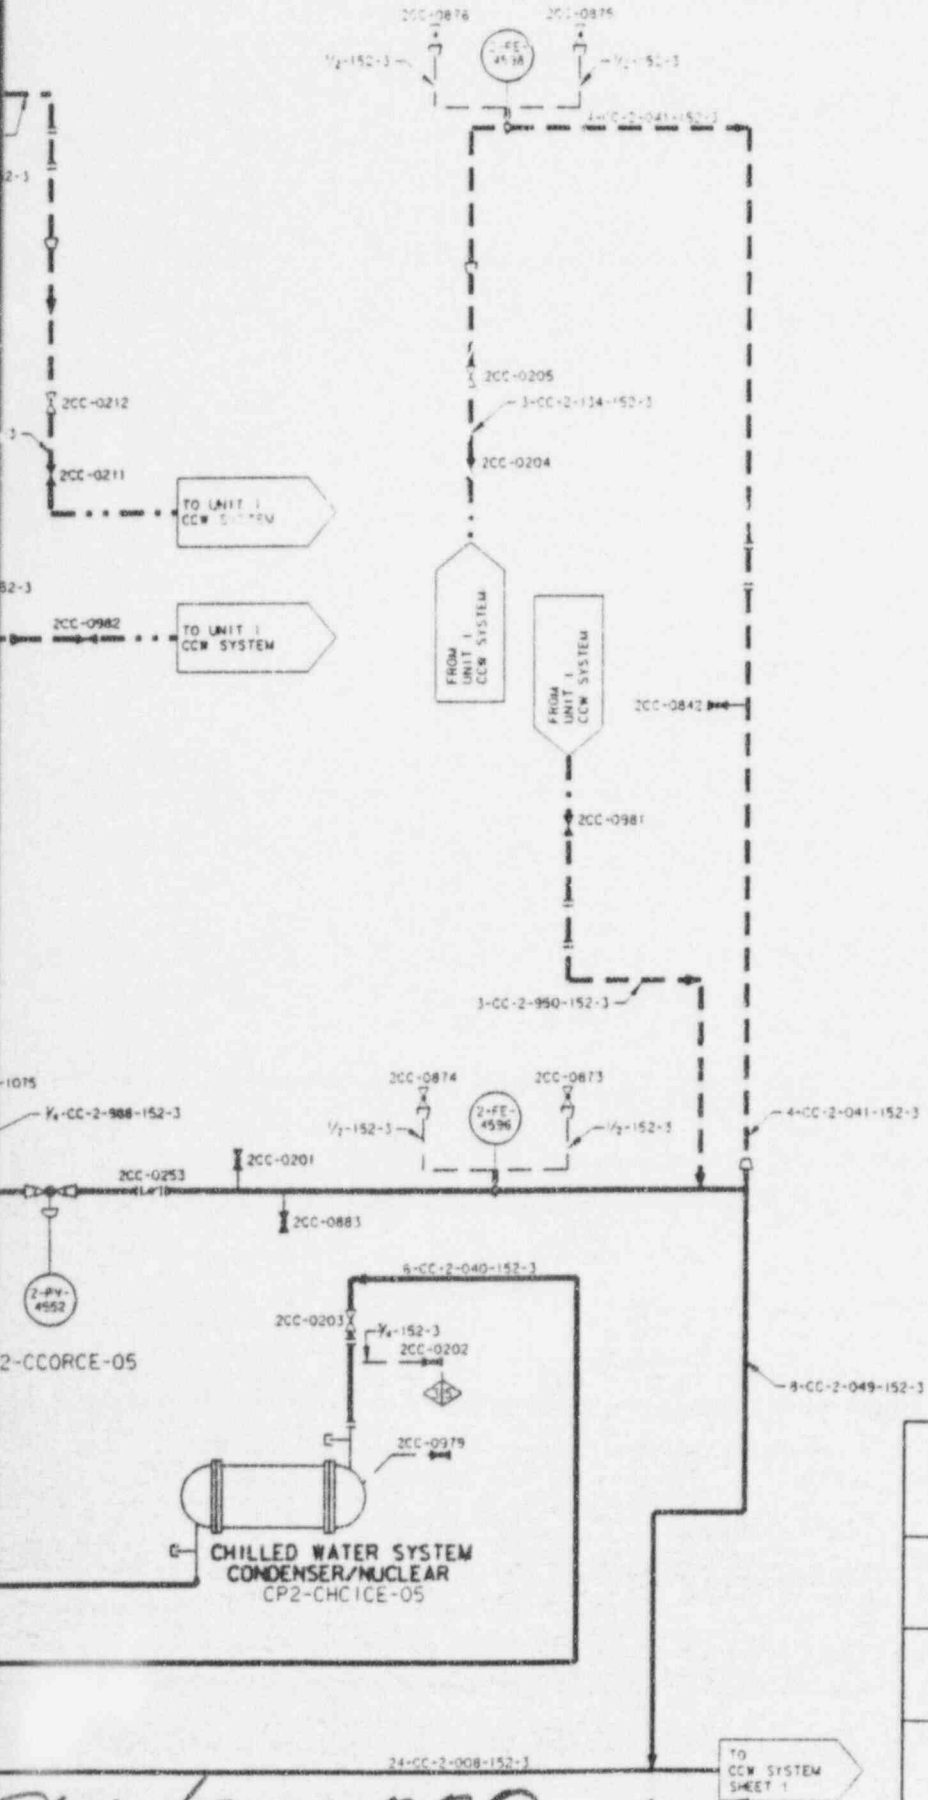 2CC-0876
2CC-0875
2-FE-
4538
1/2-152-3
1/2-152-3
4-CC-2-041-152-3
2-3
2CC-0205
3-CC-2-134-152-3
2CC-0212
-3
2CC-0204
2CC-0211
TO UNIT 1
CCW SYSTEM
2CC-0982
TO UNIT 1
CCW SYSTEM
FROM
UNIT 1
CCW SYSTEM
FROM
UNIT 1
CCW SYSTEM
2CC-0842
2CC-0981
3-CC-2-950-152-3
-1075
2CC-0874
2CC-0873
2-FE-
4596
3/4-CC-2-988-152-3
1/2-152-3
1/2-152-3
4-CC-2-041-152-3
2CC-0253
2CC-0201
2CC-0883
2-PV-
4552
2-CCORCE-05
6-CC-2-040-152-3
2CC-0203
3/4-152-3
2CC-0202
8-CC-2-049-152-3
2CC-0979
CHILLED WATER SYSTEM
CONDENSER/NUCLEAR
CP2-CHCICE-05
24-CC-2-008-152-3
TO
CCW SYSTEM
SHEET 1